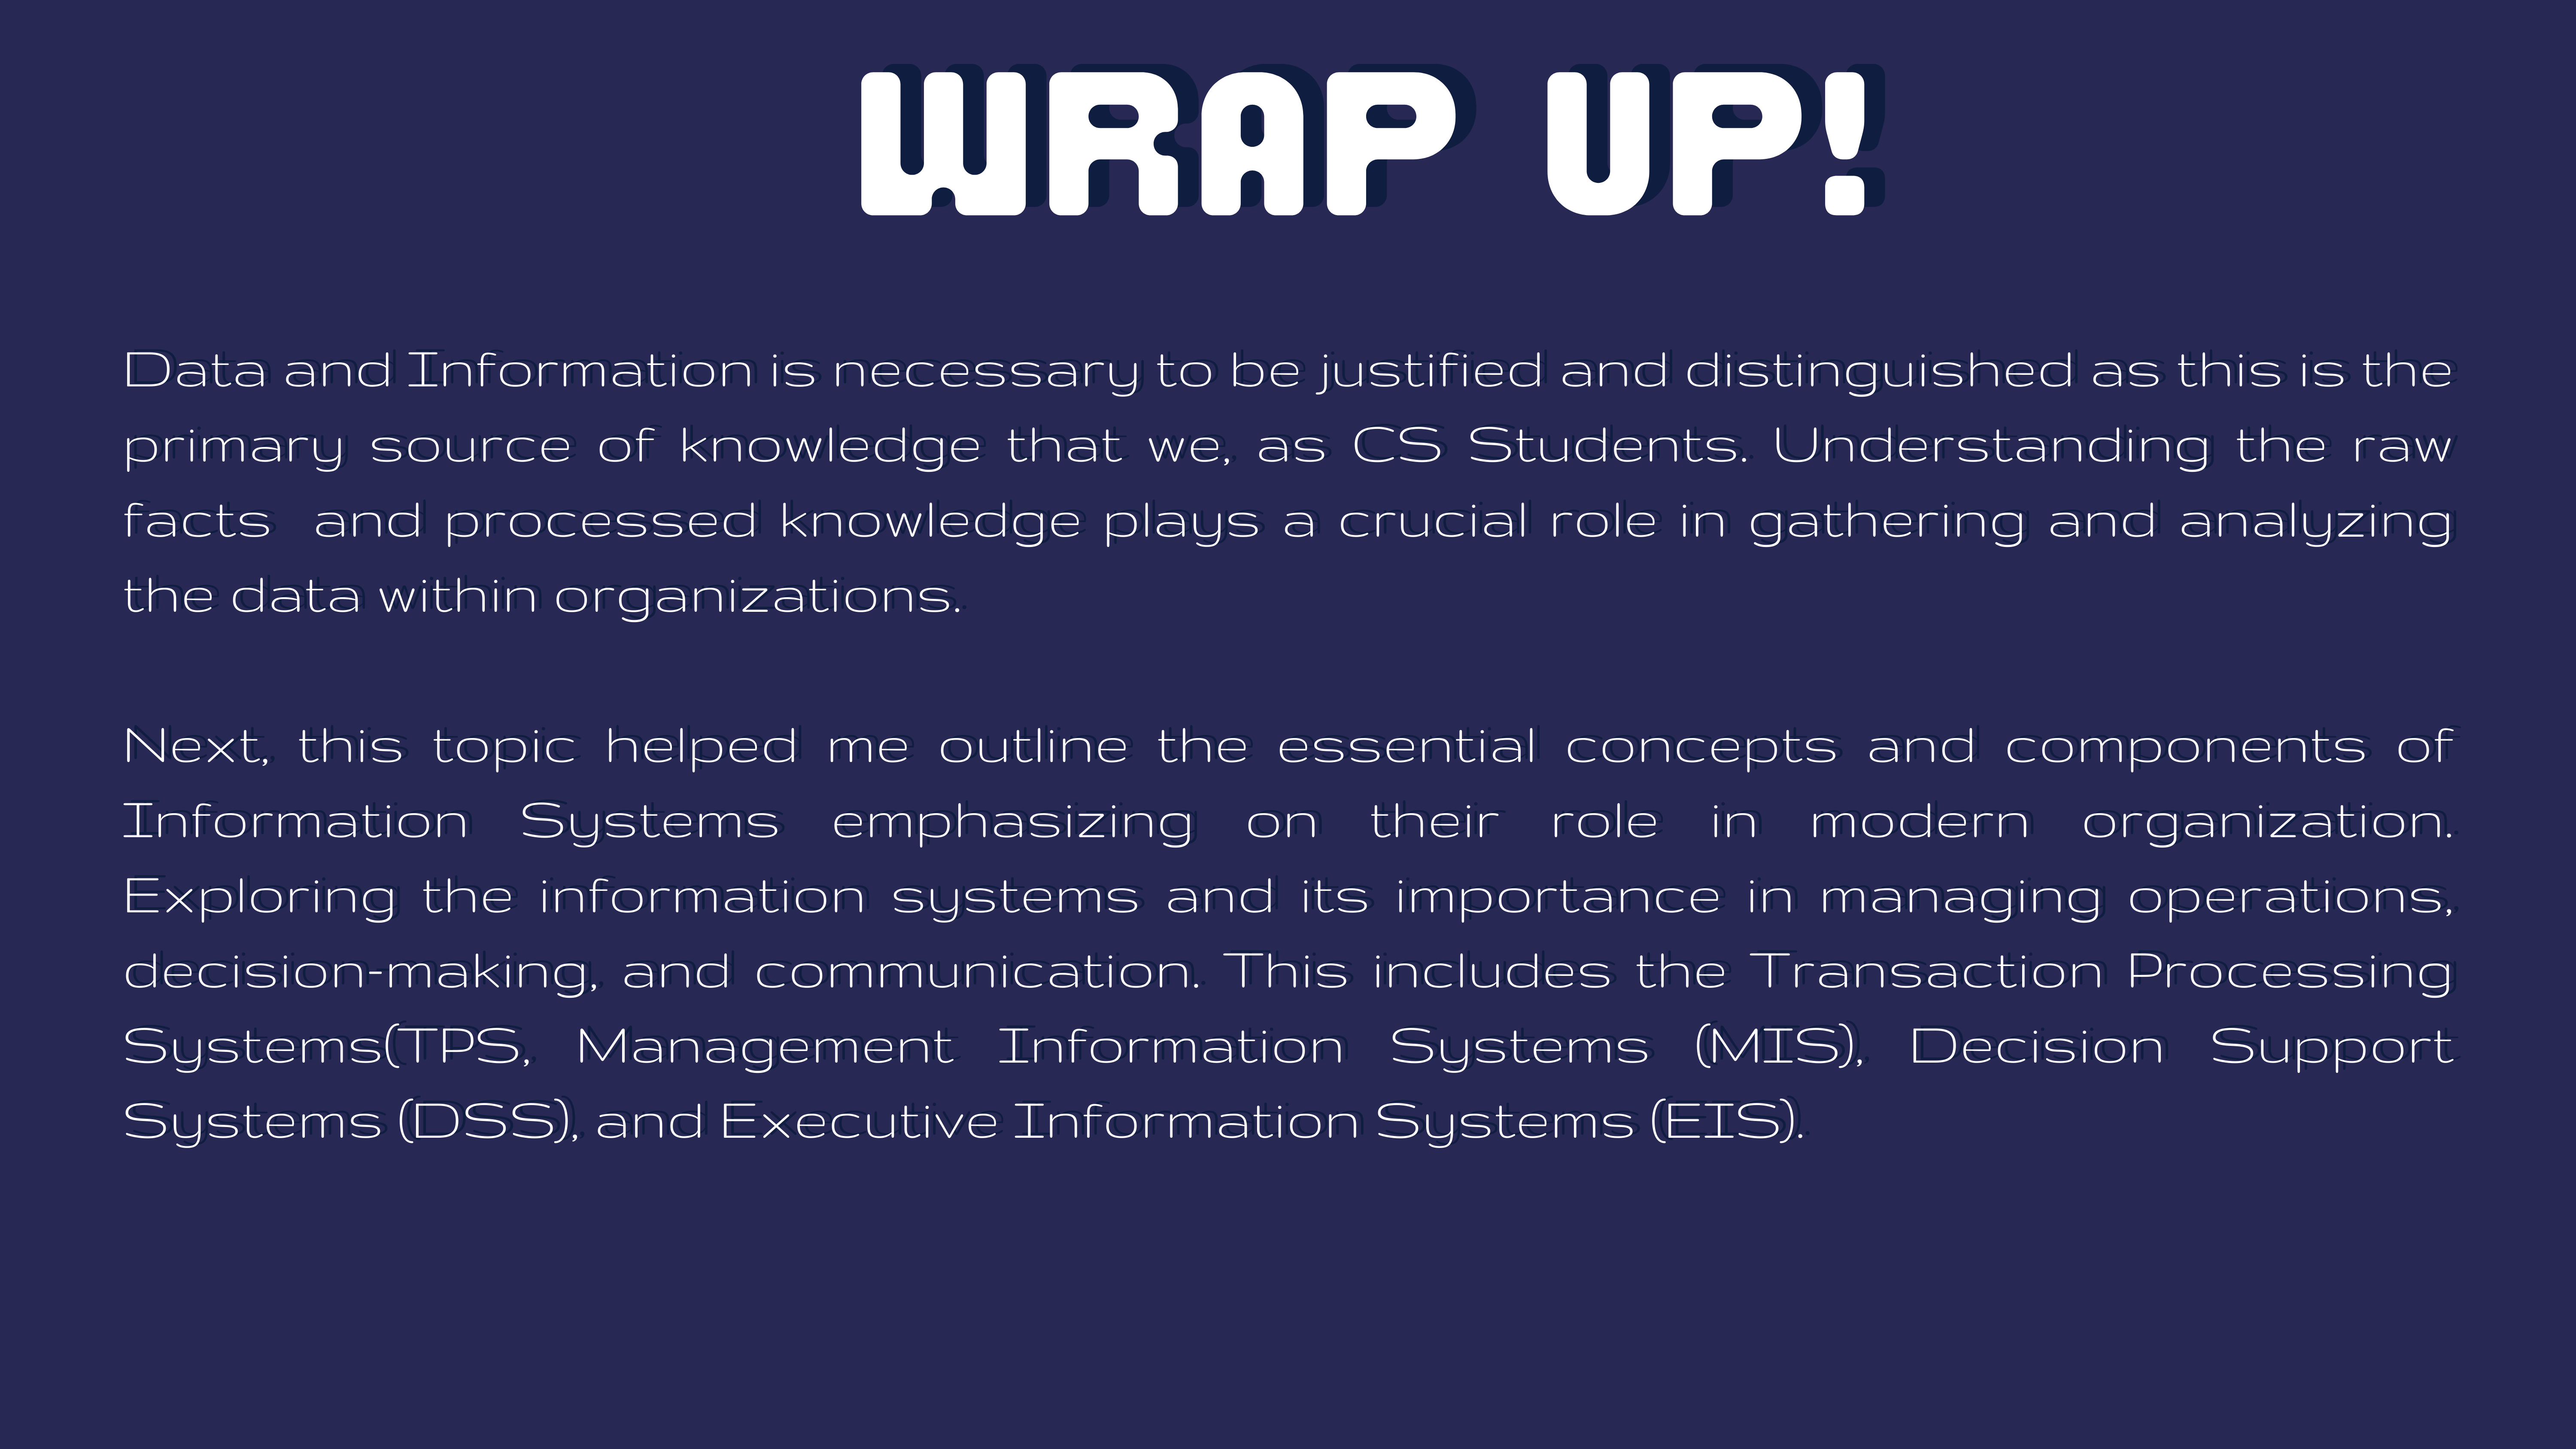 WRAP UP!
Data and Information is necessary to be justified and distinguished as this is the
primary source of knowledge that we, as CS Students. Understanding the raw
facts and processed knowledge plays a crucial role in gathering and analyzing
the data within organizations.
Next, this topic helped me outline the essential concepts and components of
Information Systems emphasizing on their role in modern organization.
Exploring the information systems and its importance in managing operations,
decision-making, and communication. This includes the Transaction Processing
Systems(TPS, Management Information Systems (MIS), Decision Support
Systems (DSS), and Executive Information Systems (EIS).